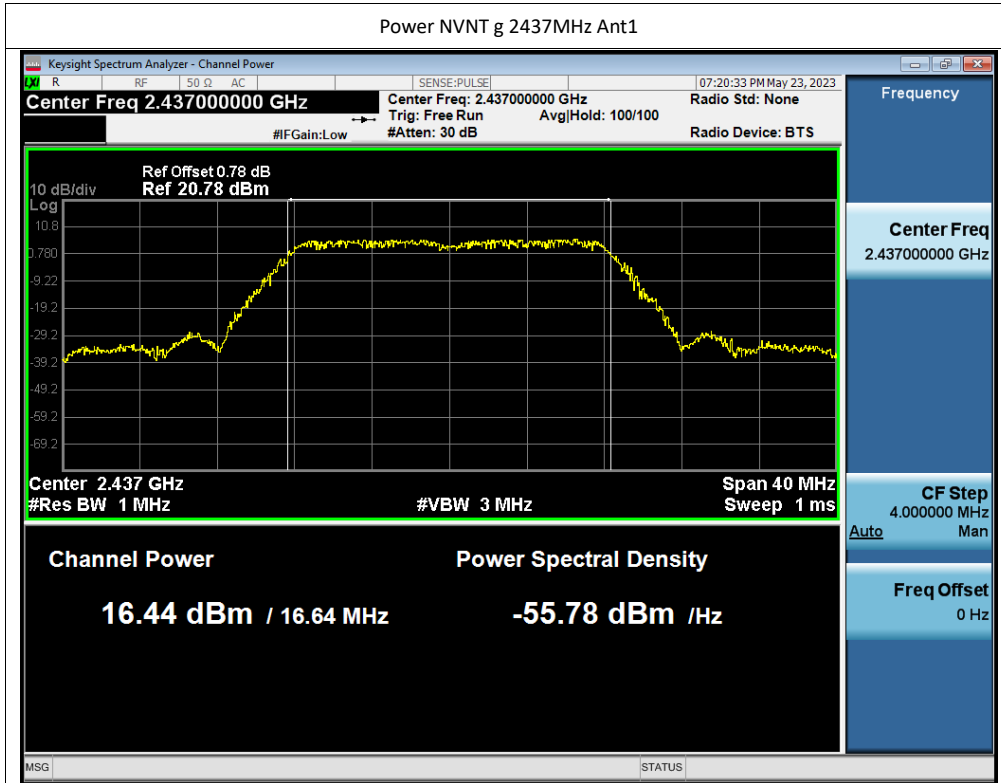 Power NVNT g 2437MHz Ant1
Keysight Spectrum Analyzer - Channel Power
LXI R RF 50 Ω AC SENSE:PULSE 07:20:33 PM May 23, 2023
Center Freq 2.437000000 GHz
#IFGain:Low
Center Freq: 2.437000000 GHz
Trig: Free Run Avg|Hold: 100/100
#Atten: 30 dB
Radio Std: None
Radio Device: BTS
Ref Offset 0.78 dB
10 dB/div Ref 20.78 dBm
Log
10.8
0.780
-9.22
-19.2
-29.2
-39.2
-49.2
-59.2
-69.2
Center 2.437 GHz Span 40 MHz
#Res BW 1 MHz #VBW 3 MHz Sweep 1 ms
Channel Power
16.44 dBm / 16.64 MHz
Power Spectral Density
-55.78 dBm /Hz
Frequency
Center Freq
2.437000000 GHz
CF Step
4.000000 MHz
Auto Man
Freq Offset
0 Hz
MSG STATUS